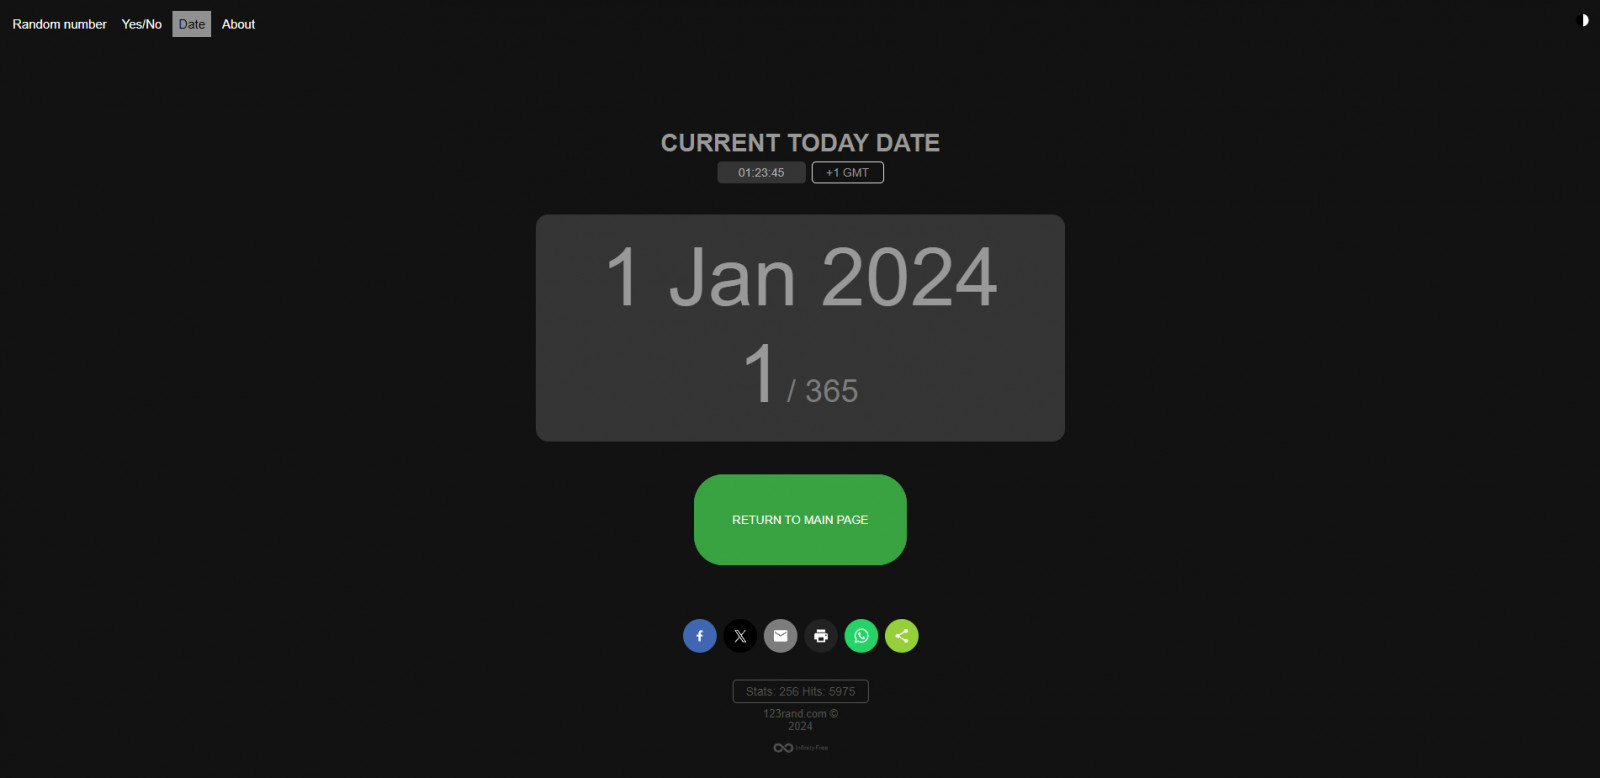 Random number Yes/No Date About
CURRENT TODAY DATE
01:23:45 +1 GMT
1 Jan 2024
1 / 365
RETURN TO MAIN PAGE
Stats: 256 Hits: 5975
123rand.com ©
2024
InfinityFree